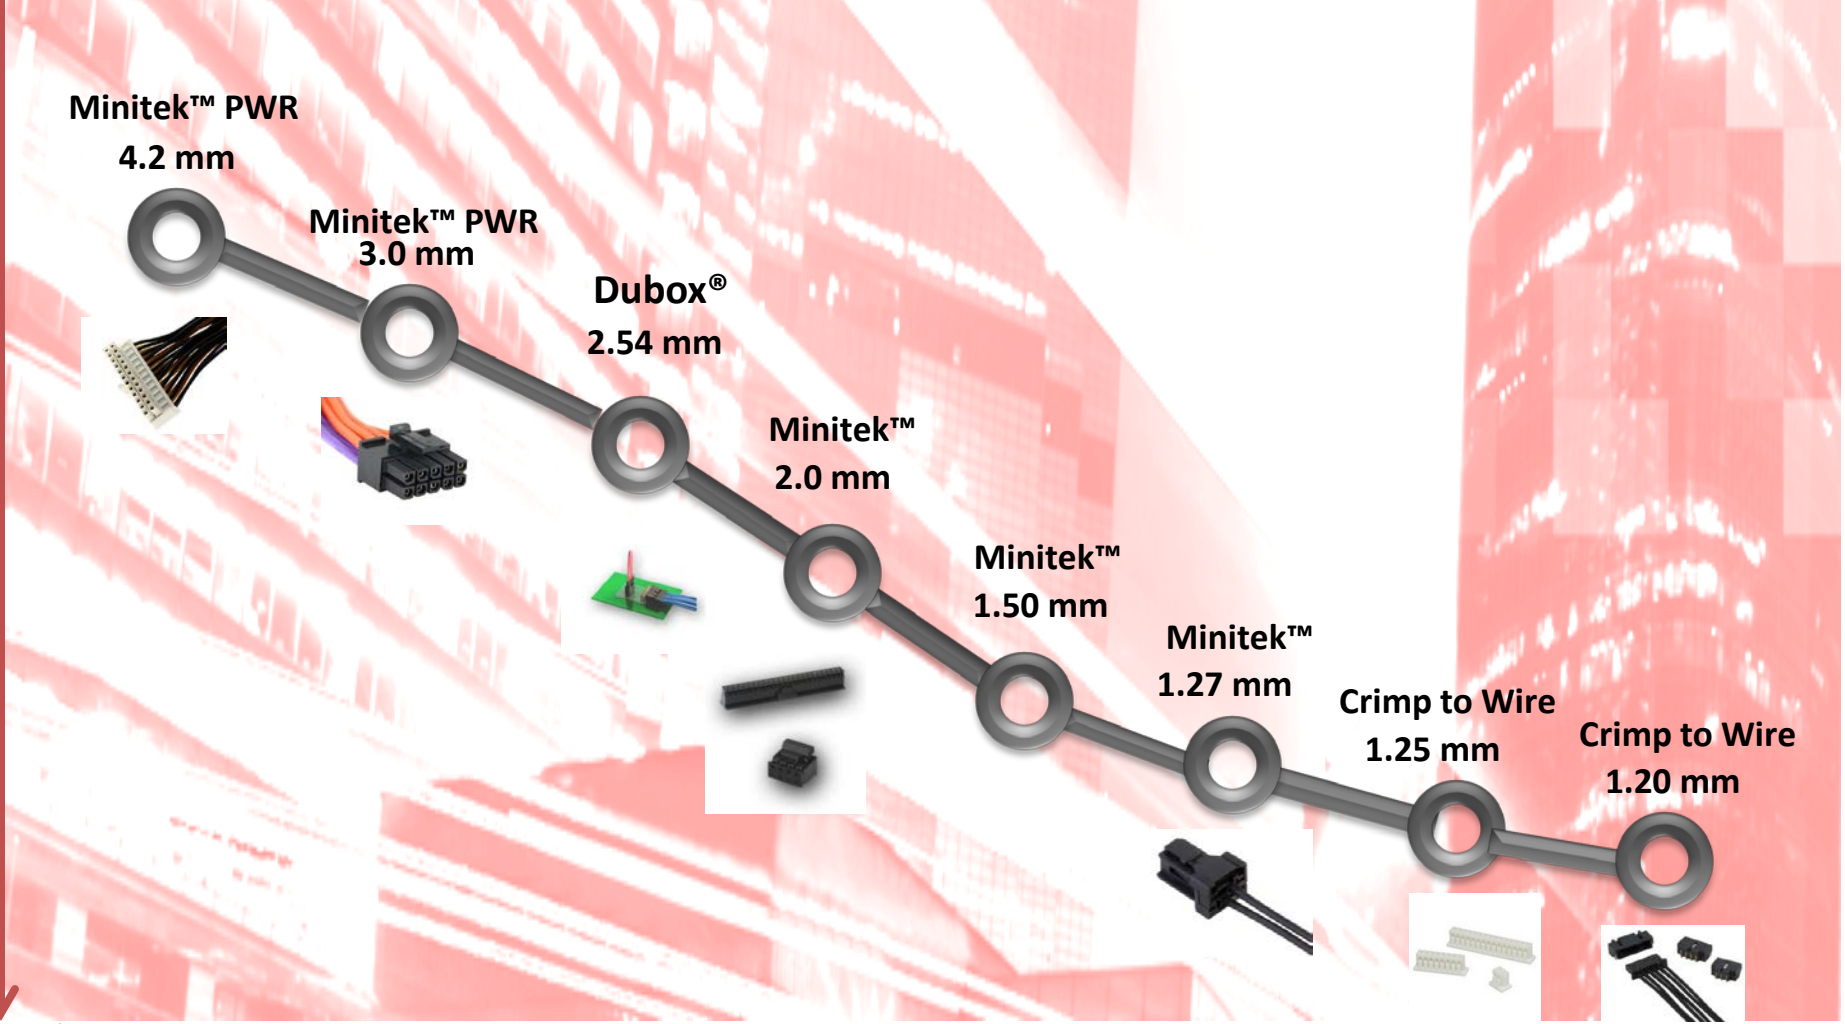 Minitek™ PWR
4.2 mm
Minitek™ PWR
3.0 mm
Dubox®
2.54 mm
Minitek™
2.0 mm
Minitek™
1.50 mm
Minitek™
1.27 mm
Crimp to Wire
1.25 mm
Crimp to Wire
1.20 mm